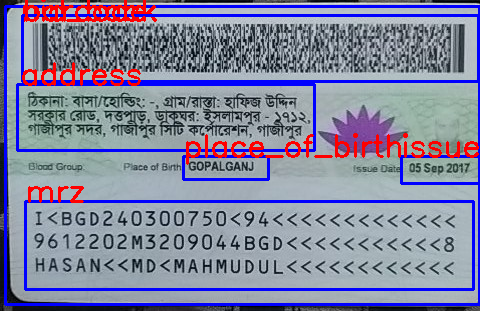 barcode
address
ঠিকানা: বাসা/হোল্ডিং: -, গ্রাম/রাস্তা: হাফিজ উদ্দিন
সরকার রোড, দত্তপাড়, ডাকঘর: ইসলামপুর - ১৭১২,
গাজীপুর সদর, গাজীপুর সিটি কর্পোরেশন, গাজীপুর
place_of_birth issue
Blood Group: Place of Birth: GOPALGANJ Issue Date: 05 Sep 2017
mrz
I<BGD240300750<94<<<<<<<<<<<<<
9612202M3209044BGD<<<<<<<<<<<8
HASAN<<MD<MAHMUDUL<<<<<<<<<<<<